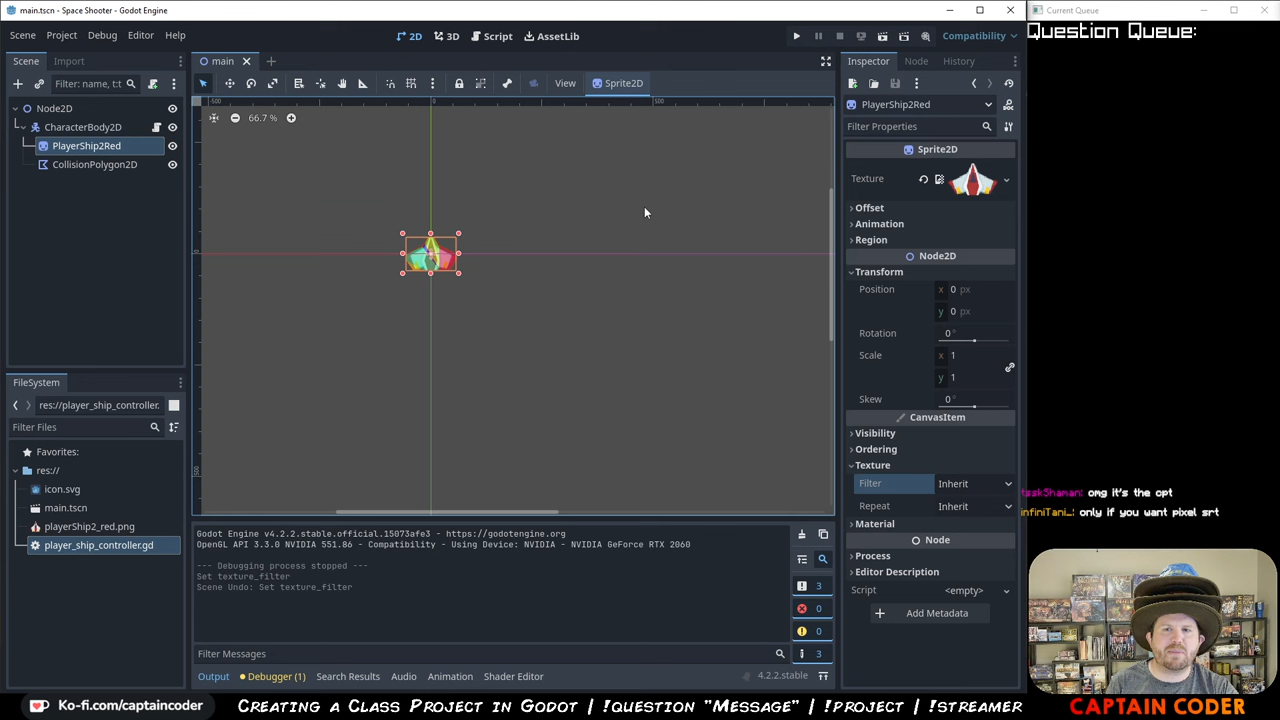 main.tscn - Space Shooter - Godot Engine
Current Queue
Scene Project Debug Editor Help
2D 3D Script AssetLib
Compatibility
Question Queue:
Scene Import
main
Inspector Node History
Filter: name, t:t
View Sprite2D
Node2D
CharacterBody2D
PlayerShip2Red
CollisionPolygon2D
-500 0 500
66.7 %
500
PlayerShip2Red
Filter Properties
Sprite2D
Texture
Offset
Animation
Region
Node2D
Transform
Position x 0 px
y 0 px
Rotation 0 °
Scale x 1
y 1
Skew 0 °
CanvasItem
Visibility
Ordering
Texture
Filter Inherit
Repeat Inherit
Material
Node
Process
Editor Description
Script <empty>
Add Metadata
FileSystem
res://player_ship_controller.
Filter Files
Favorites:
res://
icon.svg
main.tscn
playerShip2_red.png
player_ship_controller.gd
Godot Engine v4.2.2.stable.official.15073afe3 - https://godotengine.org
OpenGL API 3.3.0 NVIDIA 551.86 - Compatibility - Using Device: NVIDIA - NVIDIA GeForce RTX 2060
--- Debugging process stopped ---
Set texture_filter
Scene Undo: Set texture_filter
3
0
0
3
Filter Messages
Output Debugger (1) Search Results Audio Animation Shader Editor
4.2.2.stable
tsskShaman: omg it's the cpt
infiniTani_: only if you want pixel srt
Ko-fi.com/captaincoder
Creating a Class Project in Godot | !question "Message" | !project | !streamer
CAPTAIN CODER